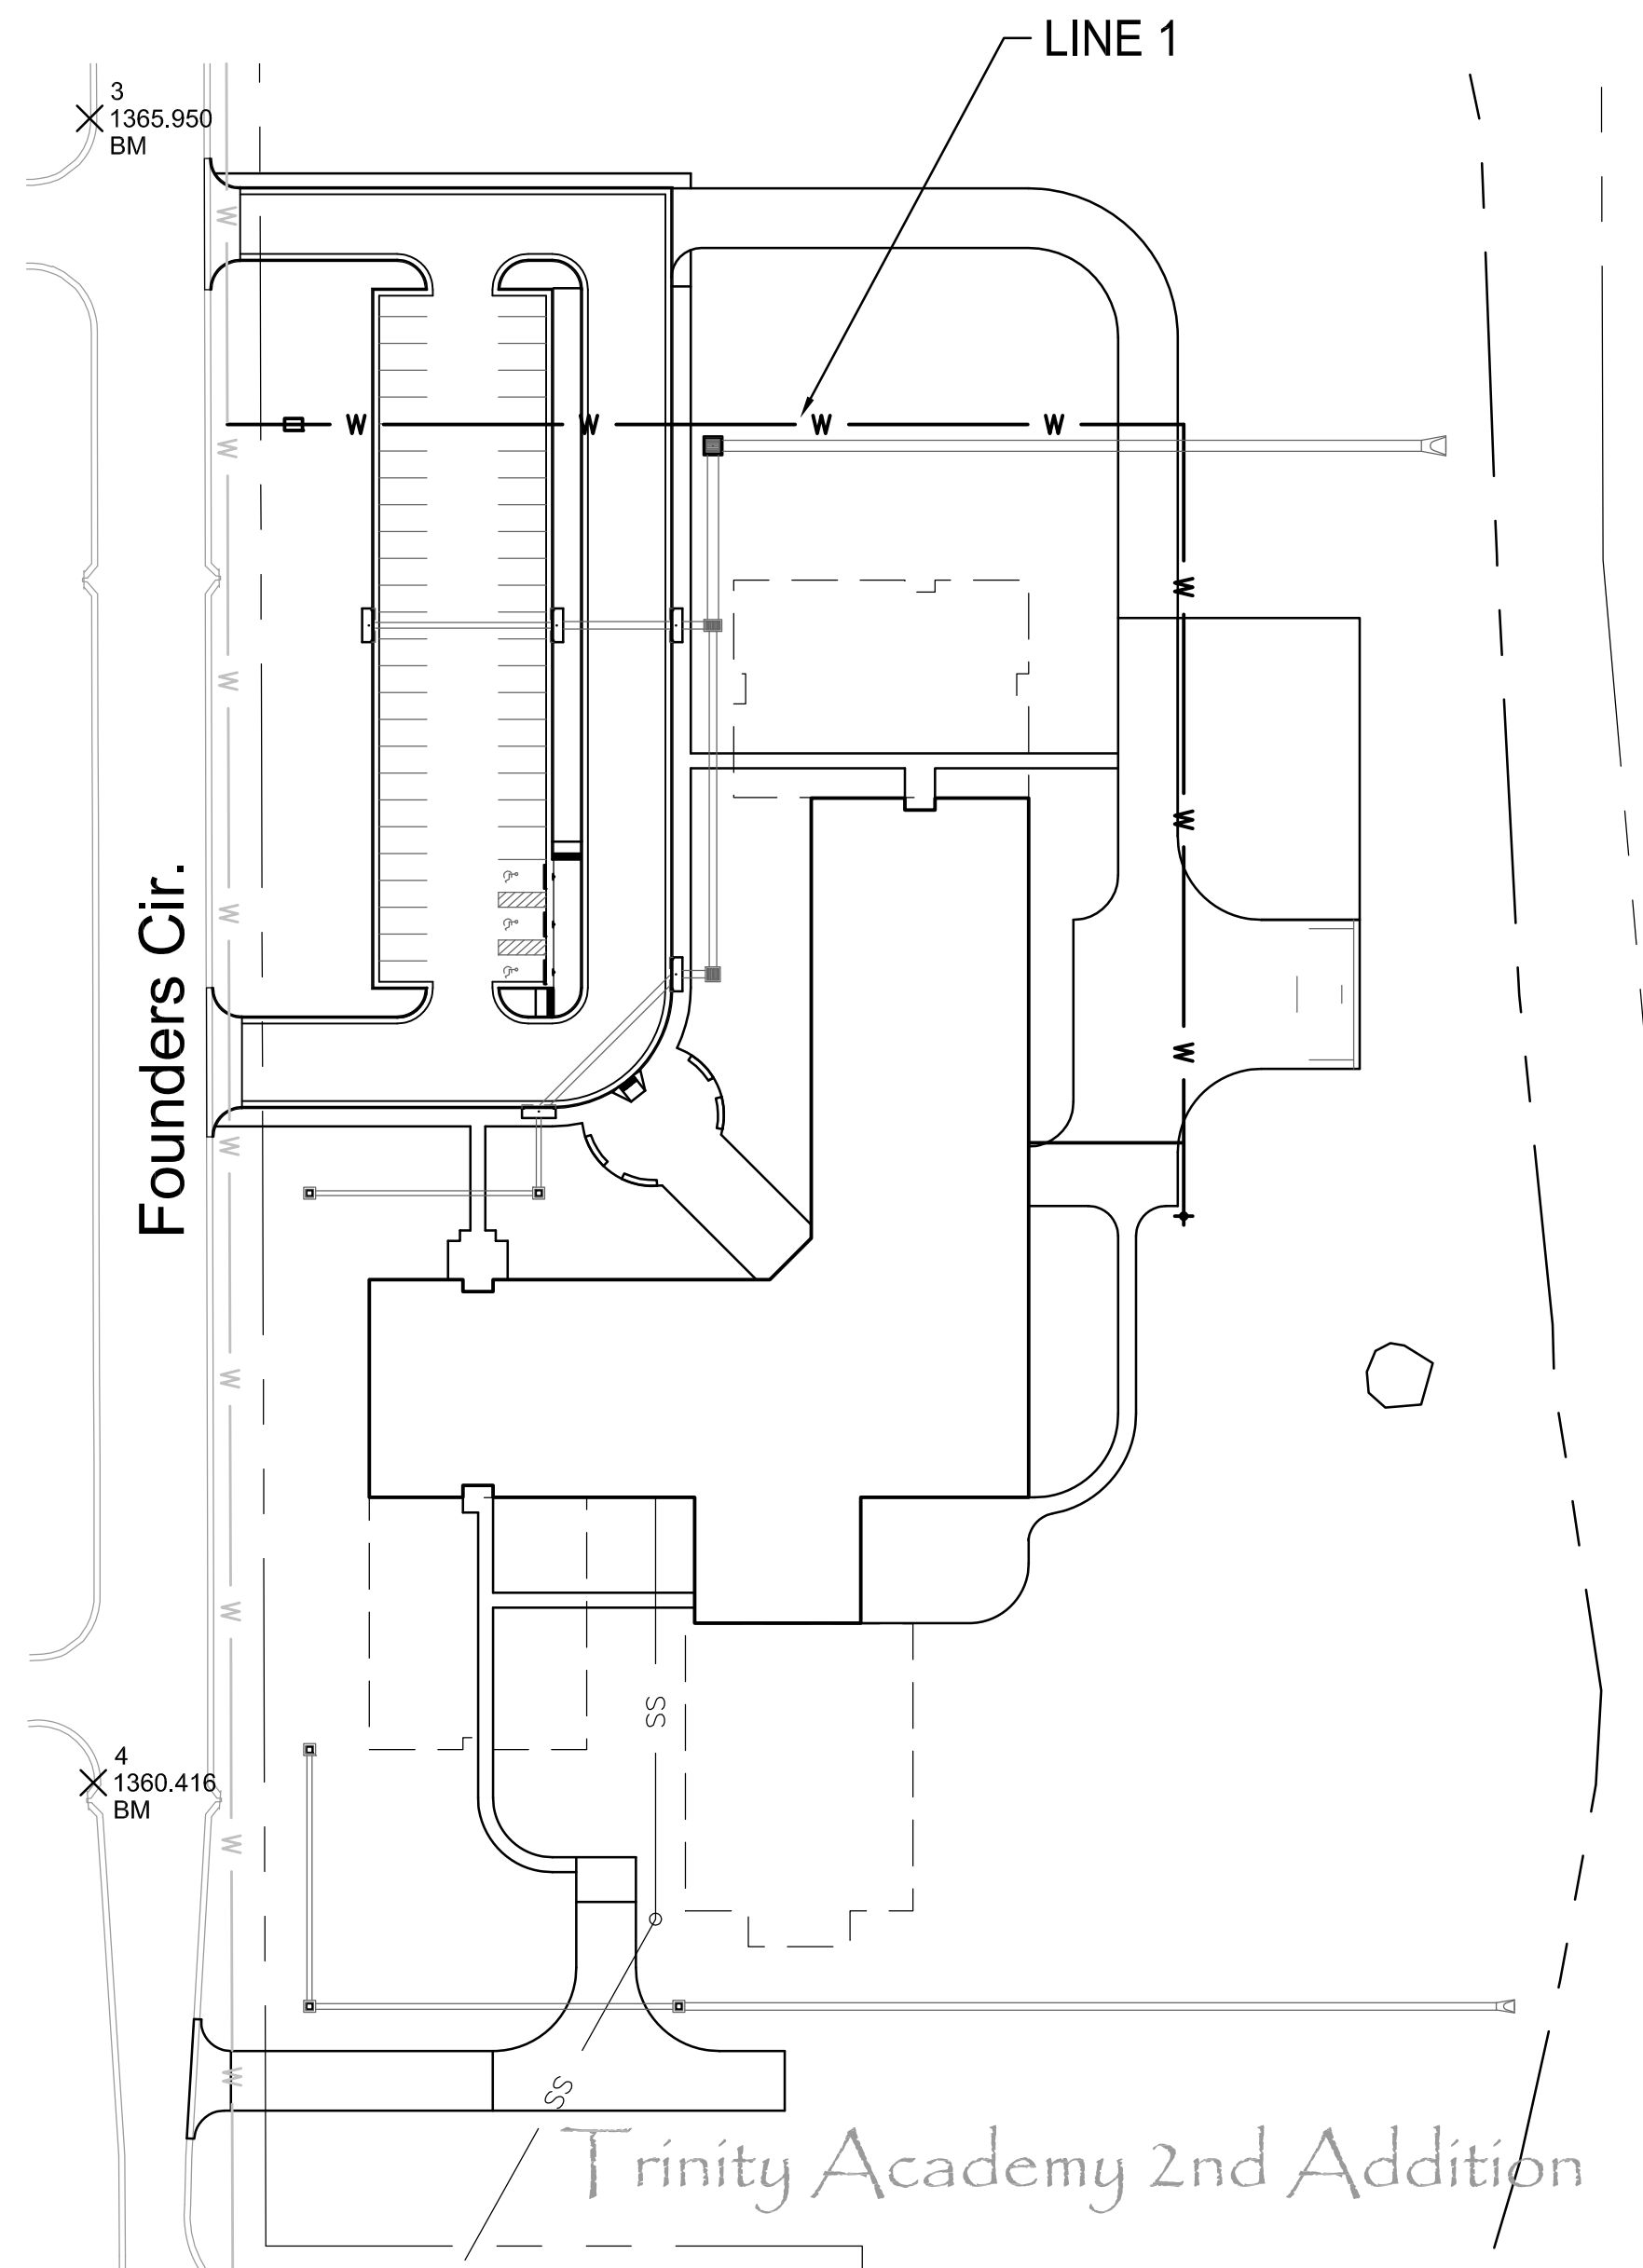 LINE 1
3
1365.950
BM
W
W W W W
W
W
W
W
W
W
W
Founders Cir.
W
W
W
SS
4
1360.416
BM
W
W
SS
Trinity Academy 2nd Addition